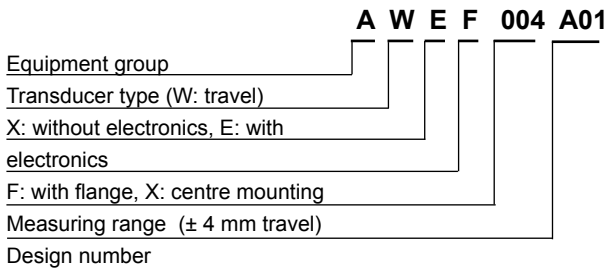 A W E F 004 A01
Equipment group
Transducer type (W: travel)
X: without electronics, E: with
electronics
F: with flange, X: centre mounting
Measuring range (± 4 mm travel)
Design number